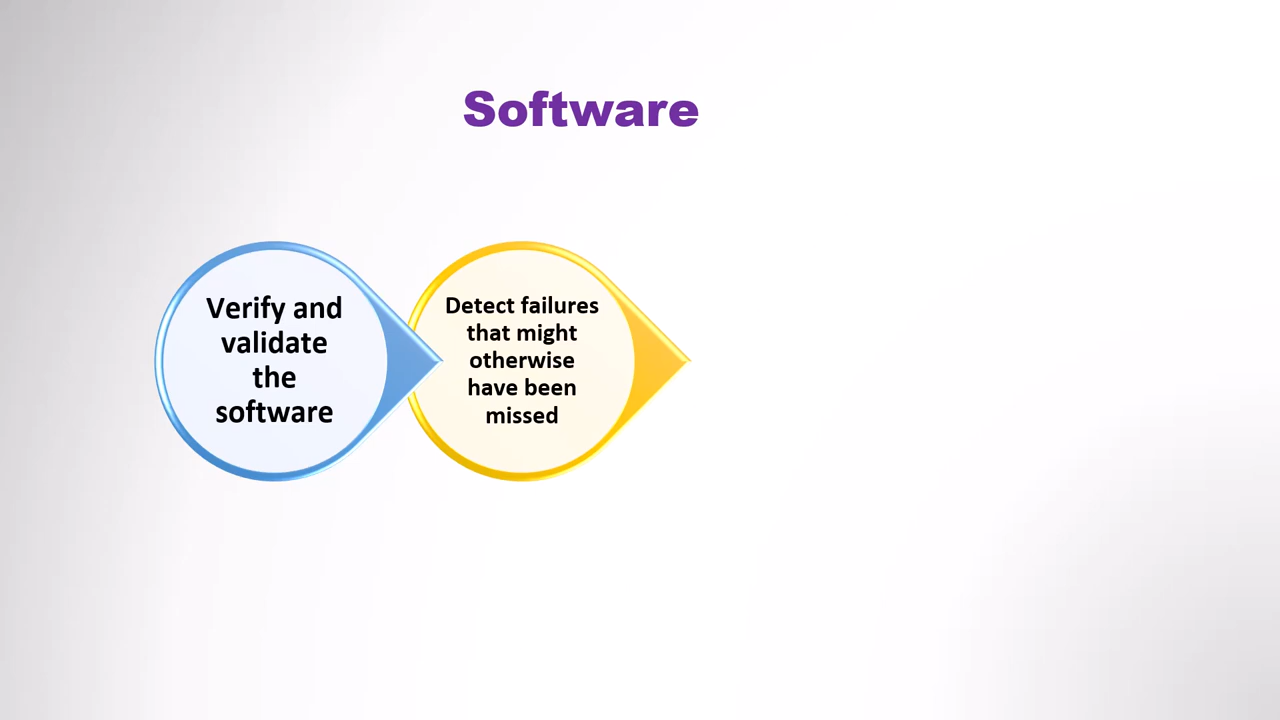 Software
Verify and
validate
the
software
Detect failures
that might
otherwise
have been
missed